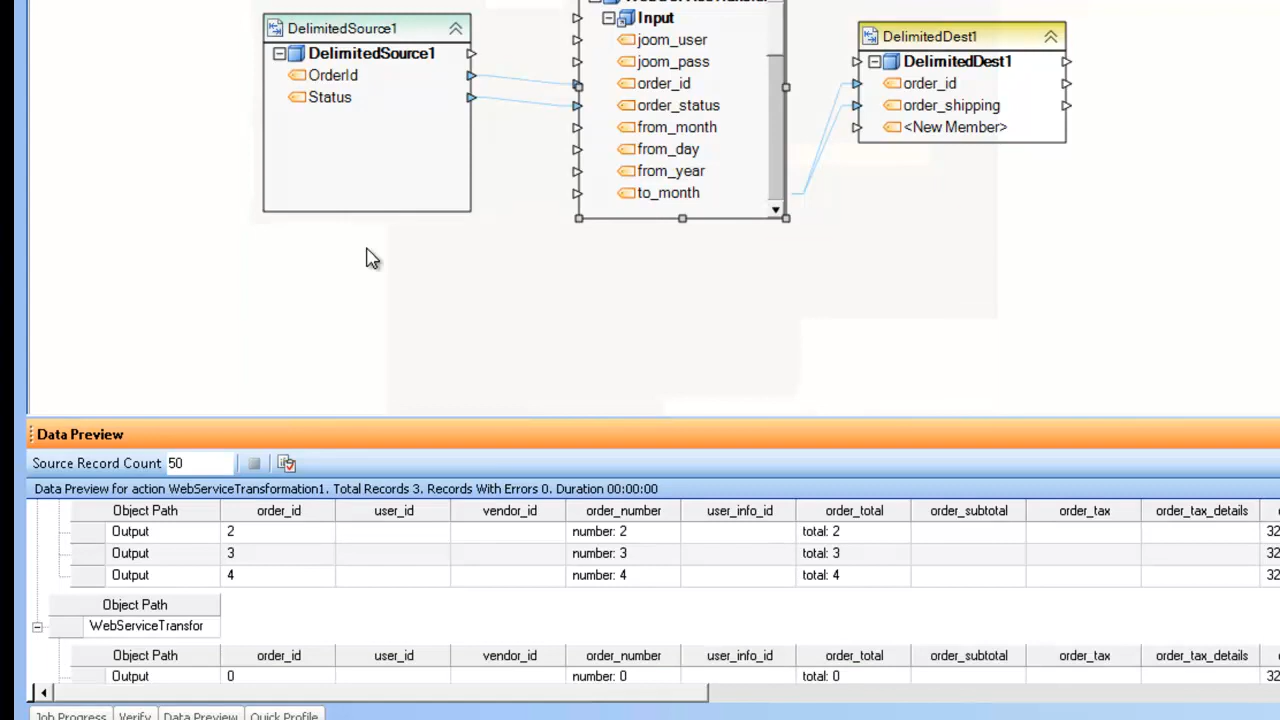 DelimitedSource1
DelimitedSource1
OrderId
Status
Input
joom_user
joom_pass
order_id
order_status
from_month
from_day
from_year
to_month
DelimitedDest1
DelimitedDest1
order_id
order_shipping
<New Member>
Data Preview
Source Record Count 50
Data Preview for action WebServiceTransformation1. Total Records 3. Records With Errors 0. Duration 00:00:00
Object Path order_id user_id vendor_id order_number user_info_id order_total order_subtotal order_tax order_tax_details
Output 2 number: 2 total: 2 32
Output 3 number: 3 total: 3 32
Output 4 number: 4 total: 4 32
Object Path
WebServiceTransfor
Object Path order_id user_id vendor_id order_number user_info_id order_total order_subtotal order_tax order_tax_details
Output 0 number: 0 total: 0 32
Job Progress Verify Data Preview Quick Profile